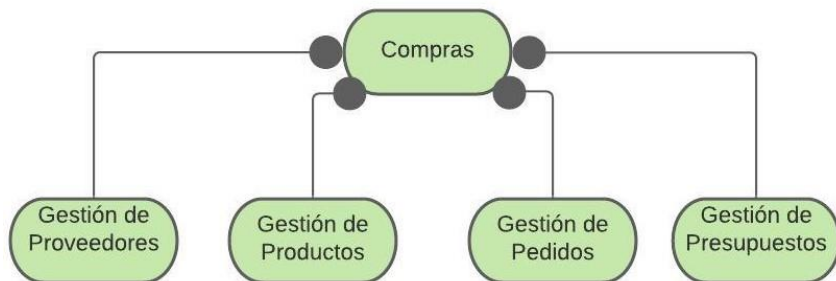 Compras
Gestión de
Proveedores
Gestión de
Productos
Gestión de
Pedidos
Gestión de
Presupuestos